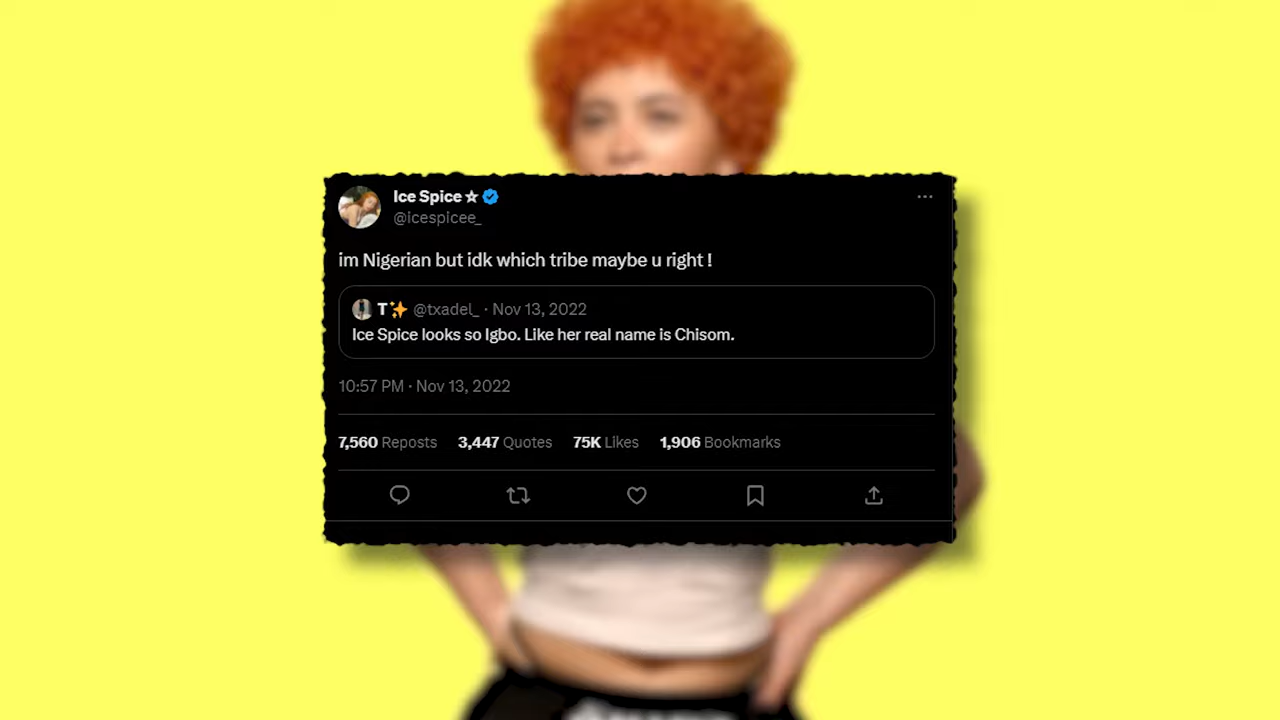 Ice Spice ☆
@icespicee_
im Nigerian but idk which tribe maybe u right !
T✨ @txadel_ · Nov 13, 2022
Ice Spice looks so Igbo. Like her real name is Chisom.
10:57 PM · Nov 13, 2022
7,560 Reposts 3,447 Quotes 75K Likes 1,906 Bookmarks